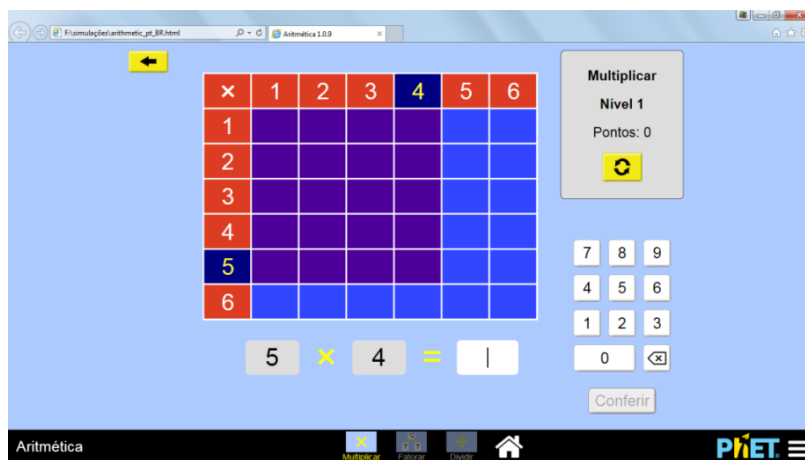 F:\simulações\arithmetic_pt_BR.html
Aritmética 1.0.9
×
× 1 2 3 4 5 6
1
2
3
4
5
6
5 × 4 =
Multiplicar
Nível 1
Pontos: 0
7 8 9
4 5 6
1 2 3
0
Conferir
Aritmética
Multiplicar Fatorar Dividir
PhET